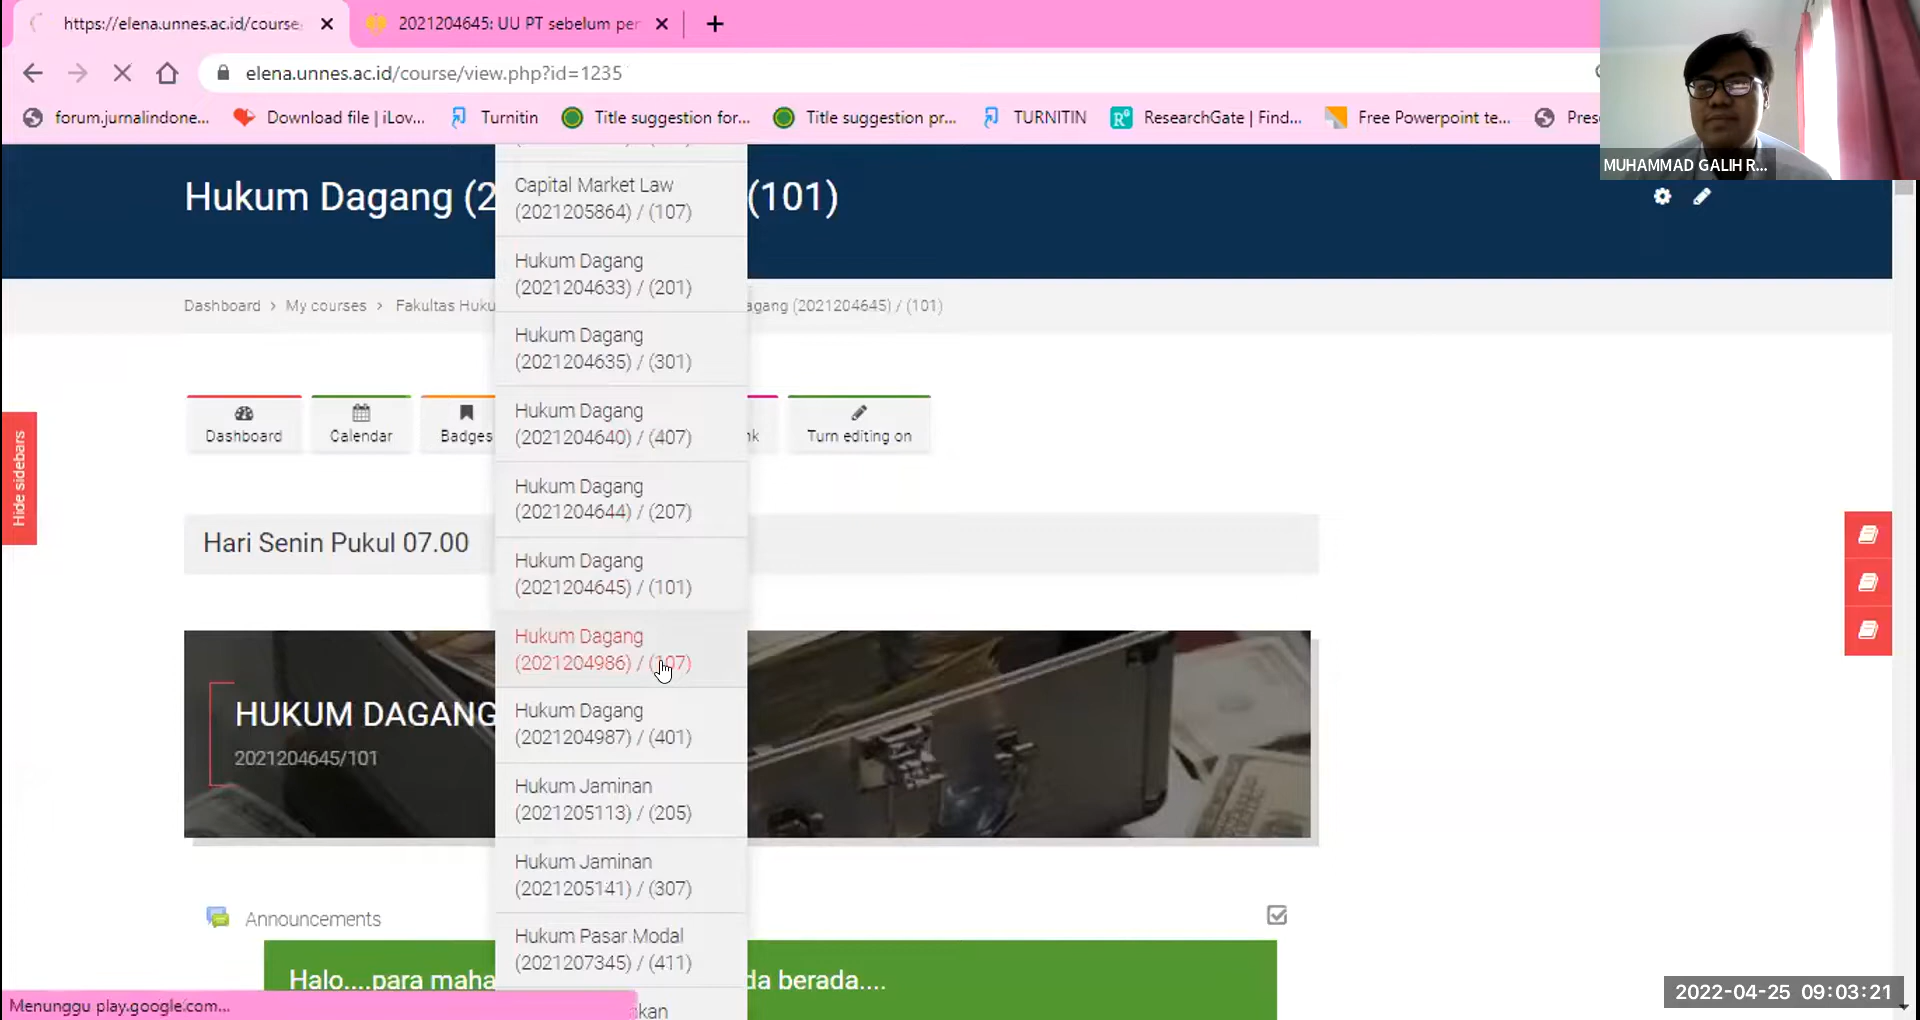 https://elena.unnes.ac.id/course
2021204645: UU PT sebelum per
elena.unnes.ac.id/course/view.php?id=1235
forum.jurnalindone...
Download file | iLov...
Turnitin
Title suggestion for...
Title suggestion pr...
TURNITIN
ResearchGate | Find...
Free Powerpoint te...
Pres
MUHAMMAD GALIH R...
Hukum Dagang (2
(101)
Dashboard > My courses > Fakultas Huku
agang (2021204645) / (101)
Dashboard
Calendar
Badges
nk
Turn editing on
Hide sidebars
Hari Senin Pukul 07.00
HUKUM DAGANG
2021204645/101
Capital Market Law
(2021205864) / (107)
Hukum Dagang
(2021204633) / (201)
Hukum Dagang
(2021204635) / (301)
Hukum Dagang
(2021204640) / (407)
Hukum Dagang
(2021204644) / (207)
Hukum Dagang
(2021204645) / (101)
Hukum Dagang
(2021204986) / (107)
Hukum Dagang
(2021204987) / (401)
Hukum Jaminan
(2021205113) / (205)
Hukum Jaminan
(2021205141) / (307)
Hukum Pasar Modal
(2021207345) / (411)
akan
Announcements
Halo....para maha
da berada....
Menunggu play.google.com...
2022-04-25 09:03:21